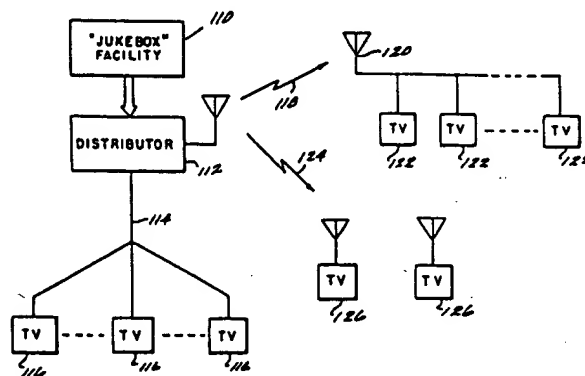 "JUKEBOX"
FACILITY
110
DISTRIBUTOR
112
114
118
120
TV TV TV
122 122 122
124
TV TV
126 126
TV TV TV
116 116 116